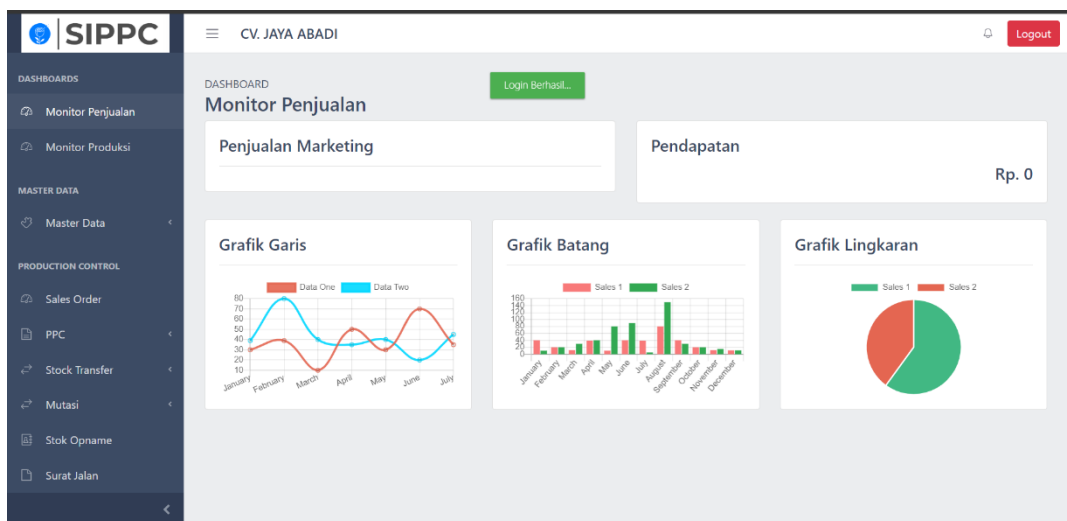 SIPPC
CV. JAYA ABADI
Logout
DASHBOARDS
Monitor Penjualan
Monitor Produksi
MASTER DATA
Master Data
PRODUCTION CONTROL
Sales Order
PPC
Stock Transfer
Mutasi
Stok Opname
Surat Jalan
DASHBOARD
Login Berhasil...
Monitor Penjualan
Penjualan Marketing
Pendapatan
Rp. 0
Grafik Garis
Data One Data Two
80
70
60
50
40
30
20
10
January February March April May June July
Grafik Batang
Sales 1 Sales 2
160
140
120
100
80
60
40
20
0
January February March April May June July August September October November December
Grafik Lingkaran
Sales 1 Sales 2